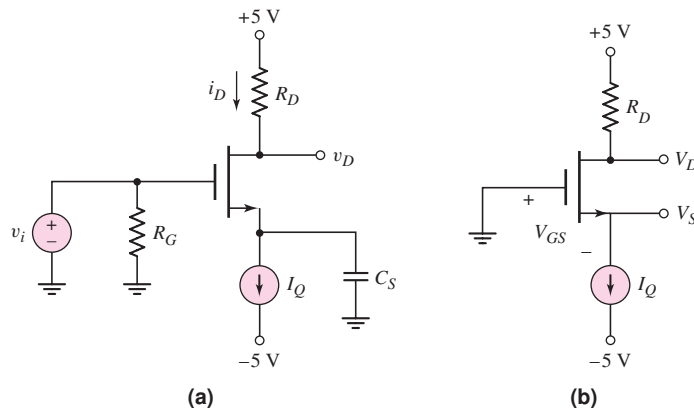 +5 V
i_D
R_D
v_D
v_i
+
−
R_G
I_Q
C_S
−5 V
(a)
+5 V
R_D
V_D
+
V_GS
−
V_S
I_Q
−5 V
(b)